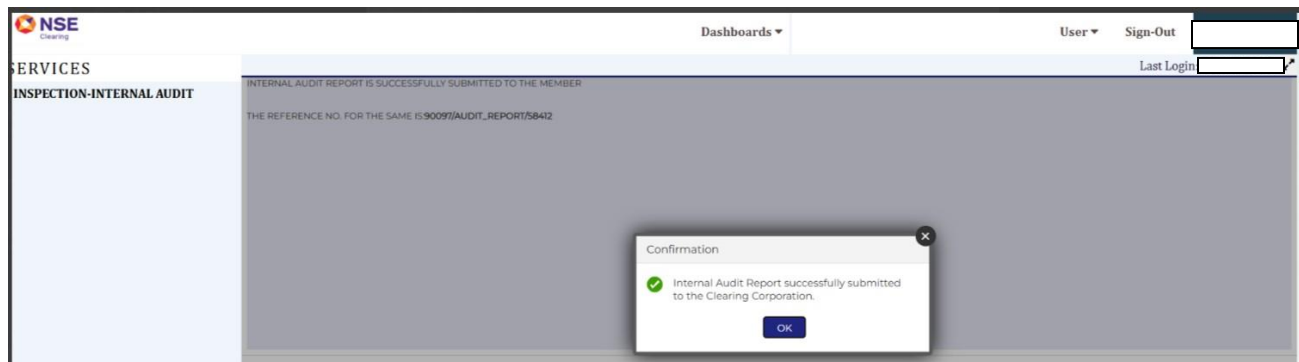 NSE
Clearing
Dashboards
User
Sign-Out
SERVICES
Last Login:
INSPECTION-INTERNAL AUDIT
INTERNAL AUDIT REPORT IS SUCCESSFULLY SUBMITTED TO THE MEMBER
THE REFERENCE NO. FOR THE SAME IS:90097/AUDIT_REPORT/58412
Confirmation
Internal Audit Report successfully submitted
to the Clearing Corporation.
OK